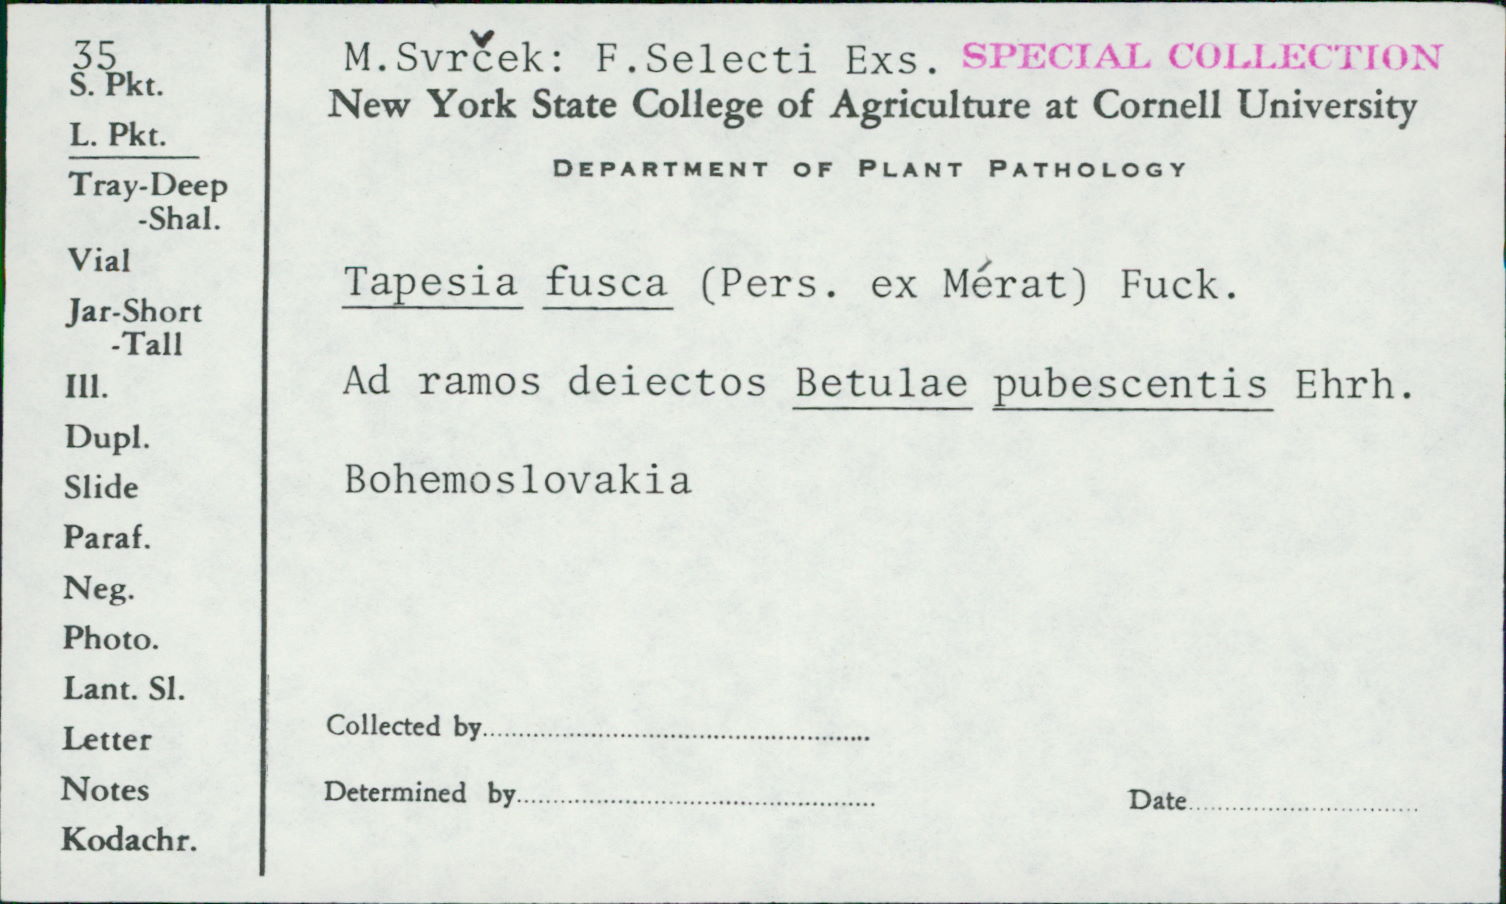 35
S. Pkt.
L. Pkt.
Tray-Deep
-Shal.
Vial
Jar-Short
-Tall
Ill.
Dupl.
Slide
Paraf.
Neg.
Photo.
Lant. Sl.
Letter
Notes
Kodachr.
M.Svrček: F.Selecti Exs. SPECIAL COLLECTION
New York State College of Agriculture at Cornell University
DEPARTMENT OF PLANT PATHOLOGY
Tapesia fusca (Pers. ex Mérat) Fuck.
Ad ramos deiectos Betulae pubescentis Ehrh.
Bohemoslovakia
Collected by
Determined by
Date